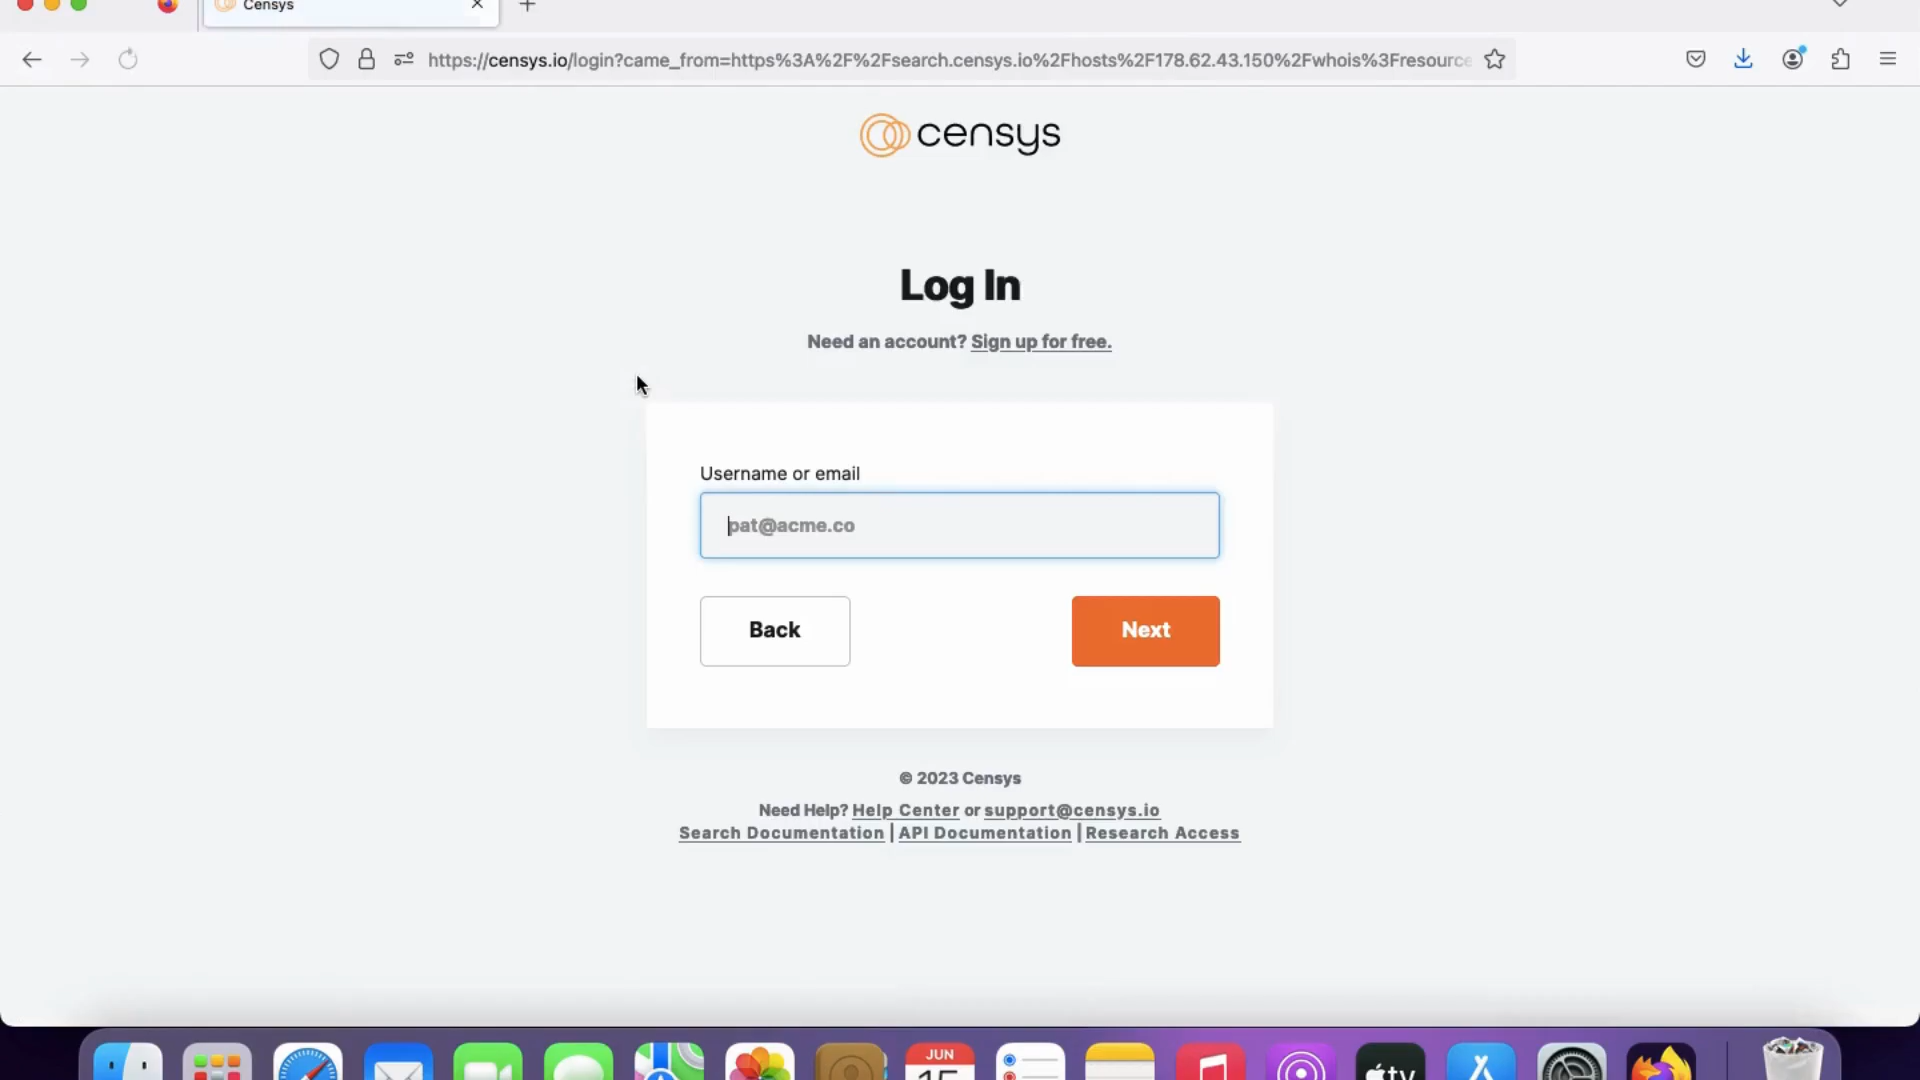 Censys
https://censys.io/login?came_from=https%3A%2F%2Fsearch.censys.io%2Fhosts%2F178.62.43.150%2Fwhois%3Fresource
censys
Log In
Need an account? Sign up for free.
Username or email
pat@acme.co
Back
Next
© 2023 Censys
Need Help? Help Center or support@censys.io
Search Documentation | API Documentation | Research Access
JUN
15
tv